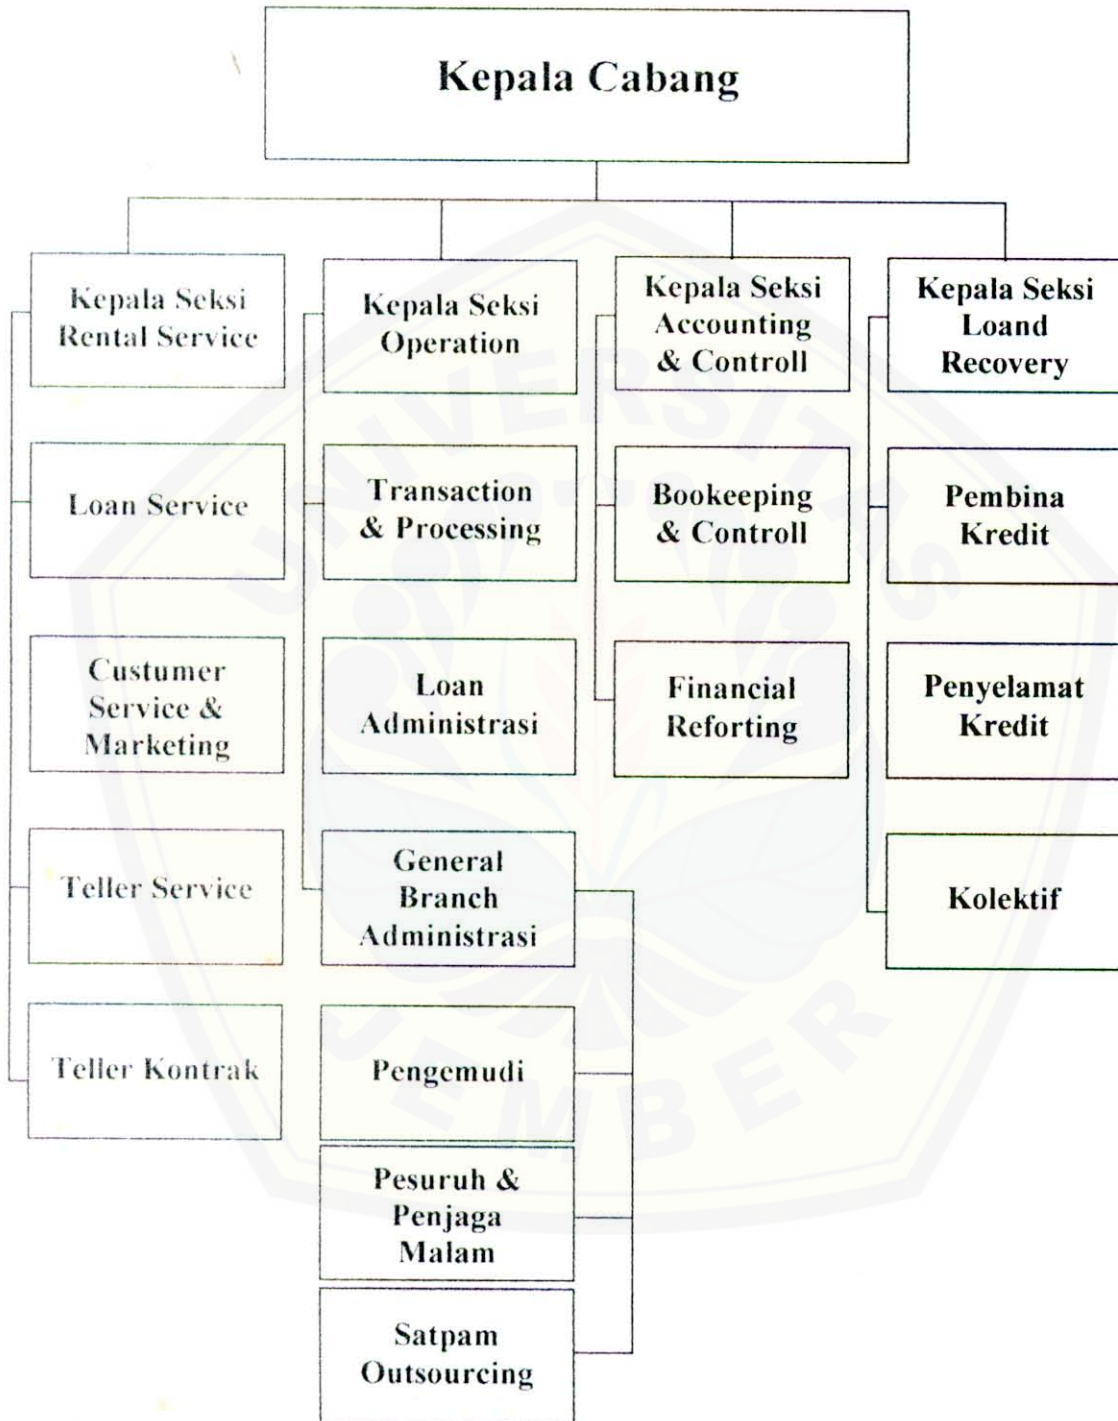 Kepala Cabang
Kepala Seksi
Rental Service
Kepala Seksi
Operation
Kepala Seksi
Accounting
& Controll
Kepala Seksi
Loand
Recovery
Loan Service
Transaction
& Processing
Bookeeping
& Controll
Pembina
Kredit
Custumer
Service &
Marketing
Loan
Administrasi
Financial
Reforting
Penyelamat
Kredit
Teller Service
General
Branch
Administrasi
Kolektif
Teller Kontrak
Pengemudi
Pesuruh &
Penjaga
Malam
Satpam
Outsourcing
UNIVERSITAS
JEMBER